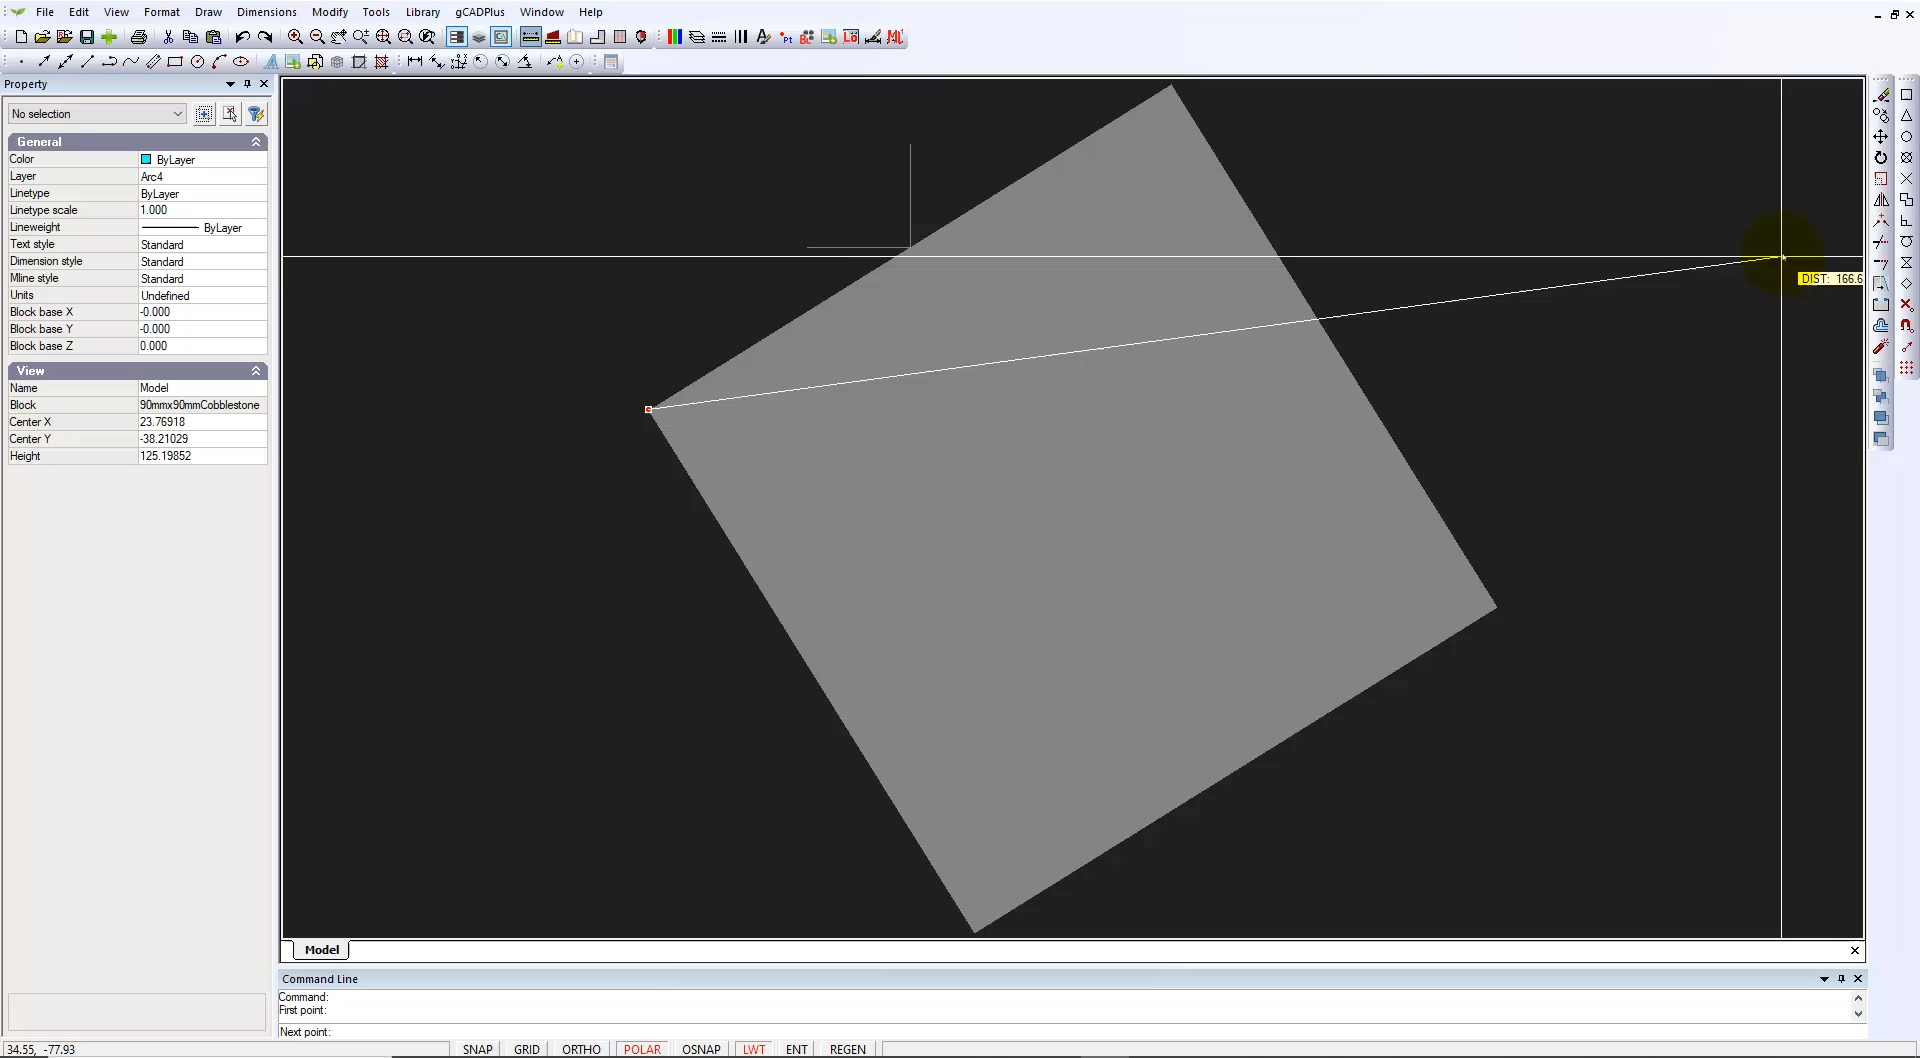 File Edit View Format Draw Dimensions Modify Tools Library gCADPlus Window Help
Property
No selection
General
Color ByLayer
Layer Arc4
Linetype ByLayer
Linetype scale 1.000
Lineweight ByLayer
Text style Standard
Dimension style Standard
Mline style Standard
Units Undefined
Block base X -0.000
Block base Y -0.000
Block base Z 0.000
View
Name Model
Block 90mmx90mmCobblestone
Center X 23.76918
Center Y -38.21029
Height 125.19852
DIST: 166.6
Model
Command Line
Command:
First point:
Next point:
34.55, -77.93 SNAP GRID ORTHO POLAR OSNAP LWT ENT REGEN